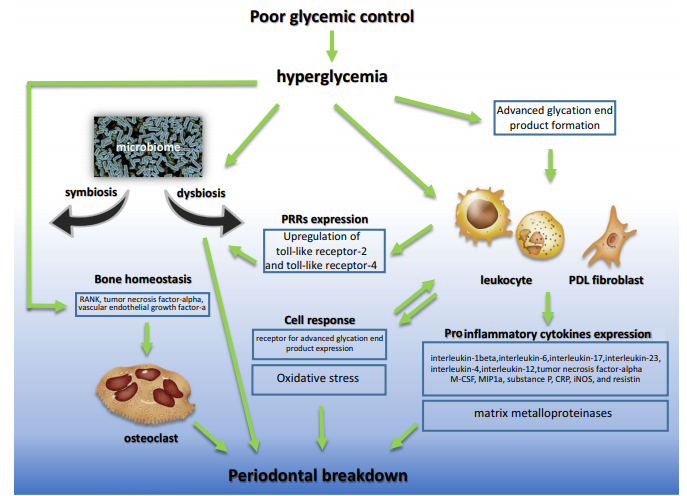 Poor glycemic control
hyperglycemia
Advanced glycation end
product formation
microbiome
symbiosis
dysbiosis
PRRs expression
Upregulation of
toll-like receptor-2
and toll-like receptor-4
leukocyte
PDL fibroblast
Bone homeostasis
RANK, tumor necrosis factor-alpha,
vascular endothelial growth factor-a
Cell response
receptor for advanced glycation end
product expression
Oxidative stress
Pro inflammatory cytokines expression
interleukin-1beta,interleukin-6,interleukin-17,interleukin-23,
interleukin-4,interleukin-12,tumor necrosis factor-alpha
M-CSF, MIP1a, substance P, CRP, iNOS, and resistin
matrix metalloproteinases
osteoclast
Periodontal breakdown